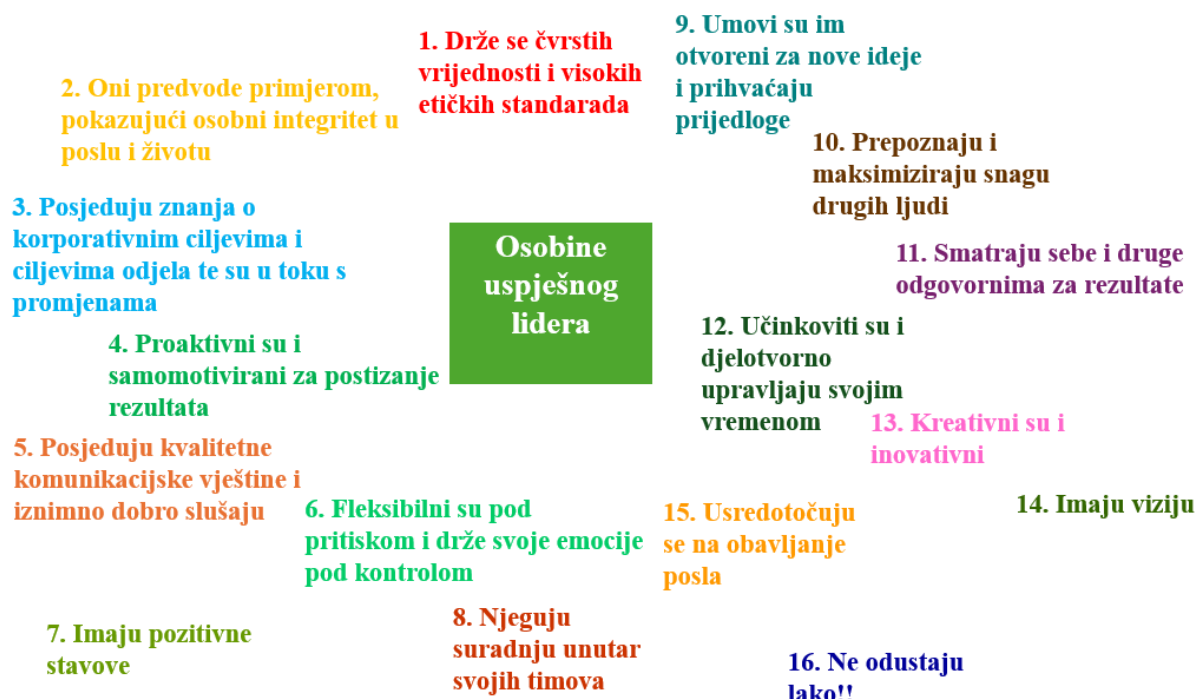 Osobine
uspješnog
lidera
1. Drže se čvrstih
vrijednosti i visokih
etičkih standarada
2. Oni predvode primjerom,
pokazujući osobni integritet u
poslu i životu
3. Posjeduju znanja o
korporativnim ciljevima i
ciljevima odjela te su u toku s
promjenama
4. Proaktivni su i
samomotivirani za postizanje
rezultata
5. Posjeduju kvalitetne
komunikacijske vještine i
iznimno dobro slušaju
6. Fleksibilni su pod
pritiskom i drže svoje emocije
pod kontrolom
7. Imaju pozitivne
stavove
8. Njeguju
suradnju unutar
svojih timova
9. Umovi su im
otvoreni za nove ideje
i prihvaćaju
prijedloge
10. Prepoznaju i
maksimiziraju snagu
drugih ljudi
11. Smatraju sebe i druge
odgovornima za rezultate
12. Učinkoviti su i
djelotvorno
upravljaju svojim
vremenom
13. Kreativni su i
inovativni
14. Imaju viziju
15. Usredotočuju
se na obavljanje
posla
16. Ne odustaju
lako!!